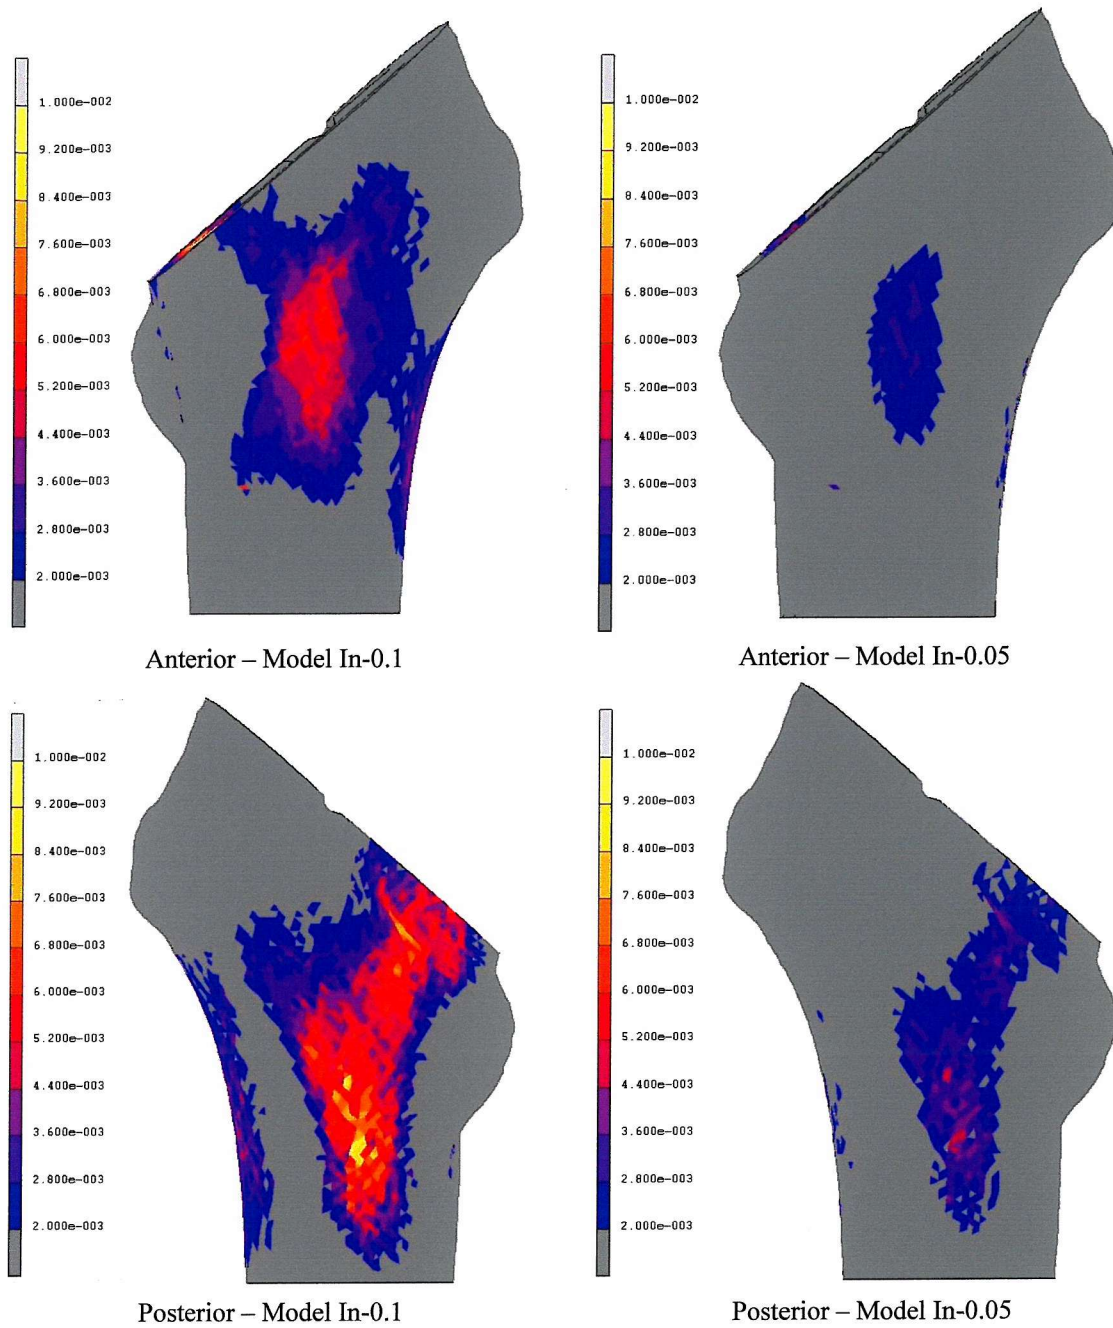 1.000e-002
9.200e-003
8.400e-003
7.600e-003
6.800e-003
6.000e-003
5.200e-003
4.400e-003
3.600e-003
2.800e-003
2.000e-003
Anterior – Model In-0.1
1.000e-002
9.200e-003
8.400e-003
7.600e-003
6.800e-003
6.000e-003
5.200e-003
4.400e-003
3.600e-003
2.800e-003
2.000e-003
Anterior – Model In-0.05
1.000e-002
9.200e-003
8.400e-003
7.600e-003
6.800e-003
6.000e-003
5.200e-003
4.400e-003
3.600e-003
2.800e-003
2.000e-003
Posterior – Model In-0.1
1.000e-002
9.200e-003
8.400e-003
7.600e-003
6.800e-003
6.000e-003
5.200e-003
4.400e-003
3.600e-003
2.800e-003
2.000e-003
Posterior – Model In-0.05